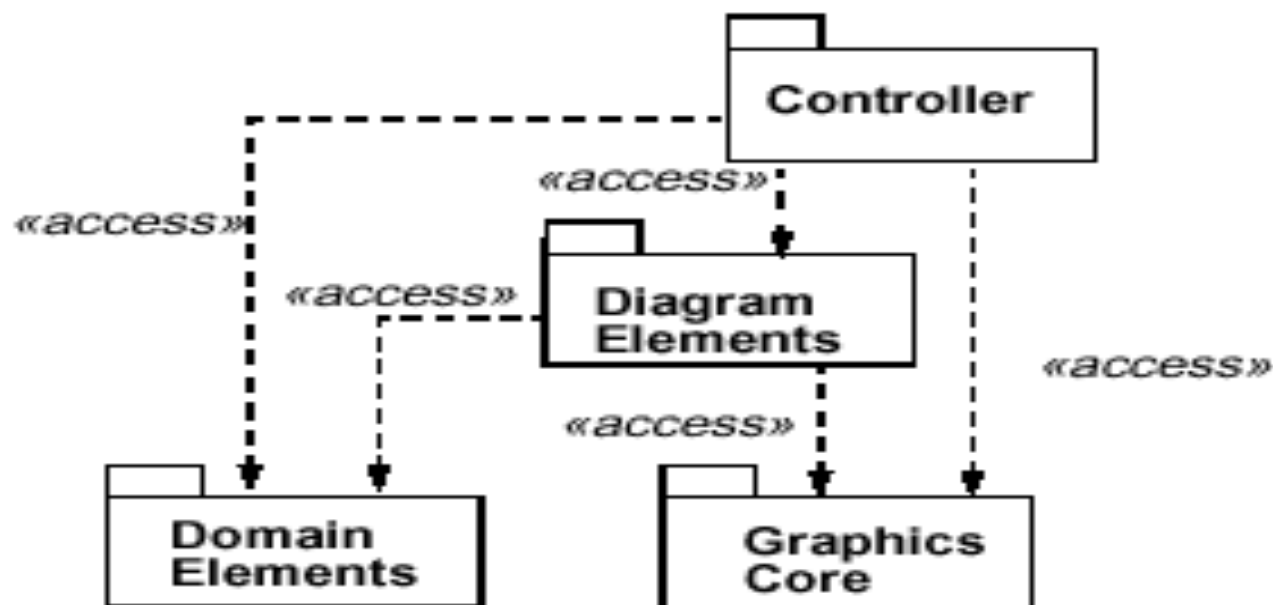 Controller
«access»
«access»
«access»
Diagram
Elements
«access»
«access»
Domain
Elements
Graphics
Core